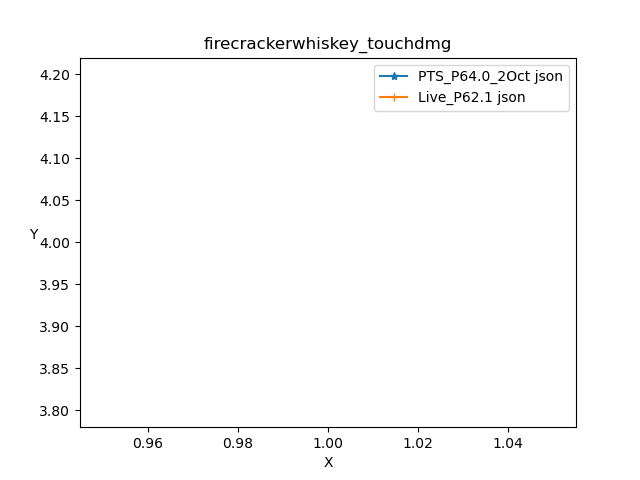 firecrackerwhiskey_touchdmg
PTS_P64.0_2Oct json
Live_P62.1 json
Y
4.20
4.15
4.10
4.05
4.00
3.95
3.90
3.85
3.80
0.96 0.98 1.00 1.02 1.04
X